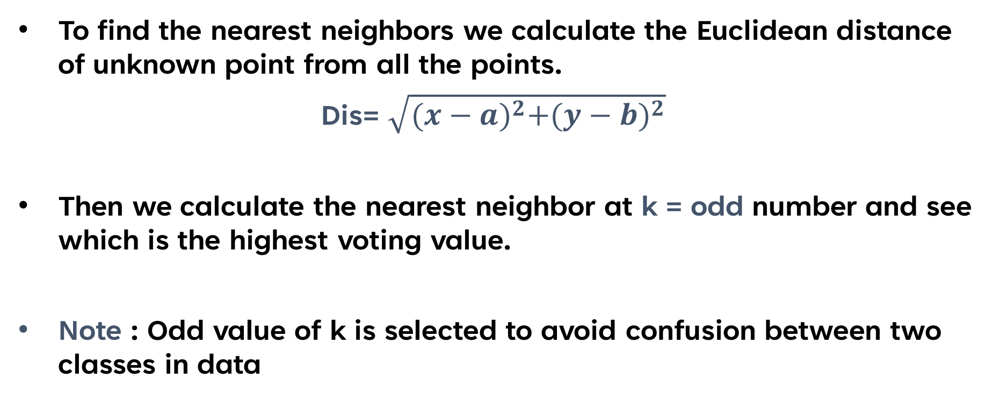 • To find the nearest neighbors we calculate the Euclidean distance
of unknown point from all the points.
Dis= √(x − a)²+(y − b)²
• Then we calculate the nearest neighbor at k = odd number and see
which is the highest voting value.
• Note : Odd value of k is selected to avoid confusion between two
classes in data